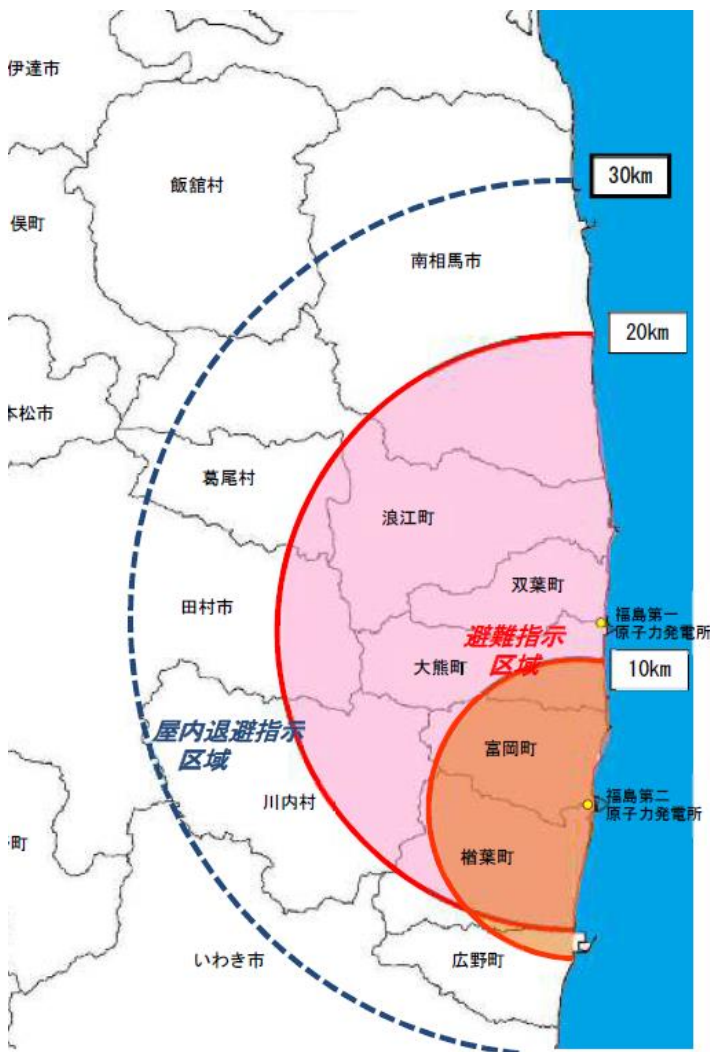 伊達市
飯舘村
30km
俣町
南相馬市
20km
本松市
葛尾村
浪江町
双葉町
田村市
福島第一
原子力発電所
避難指示
区域
大熊町
10km
屋内退避指示
区域
富岡町
川内村
福島第二
原子力発電所
町
楢葉町
いわき市
広野町